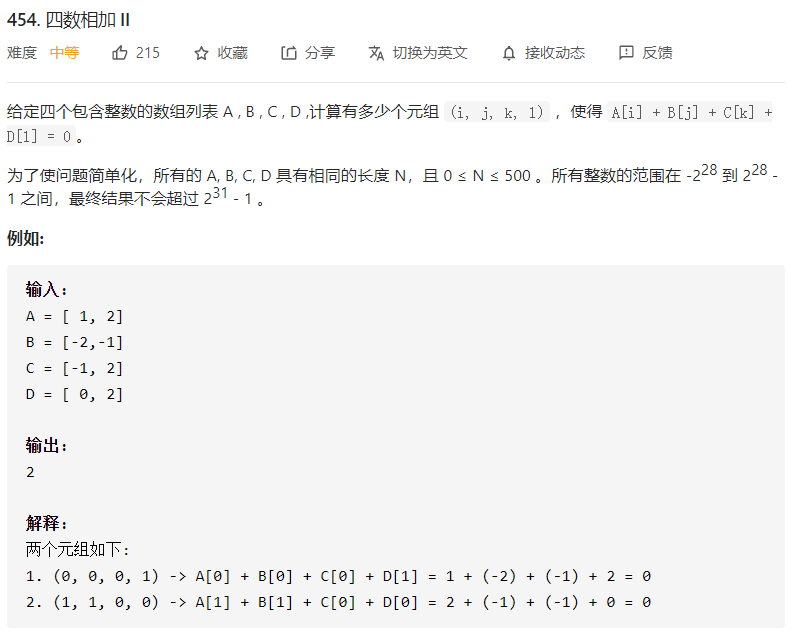 454. 四数相加 II
难度 中等 215 收藏 分享 切换为英文 接收动态 反馈
给定四个包含整数的数组列表 A , B , C , D ,计算有多少个元组 (i, j, k, l) ，使得 A[i] + B[j] + C[k] +
D[l] = 0 。
为了使问题简单化，所有的 A, B, C, D 具有相同的长度 N，且 0 ≤ N ≤ 500 。所有整数的范围在 -2^28 到 2^28 -
1 之间，最终结果不会超过 2^31 - 1 。
例如:
输入:
A = [ 1, 2]
B = [-2,-1]
C = [-1, 2]
D = [ 0, 2]
输出:
2
解释:
两个元组如下:
1. (0, 0, 0, 1) -> A[0] + B[0] + C[0] + D[1] = 1 + (-2) + (-1) + 2 = 0
2. (1, 1, 0, 0) -> A[1] + B[1] + C[0] + D[0] = 2 + (-1) + (-1) + 0 = 0